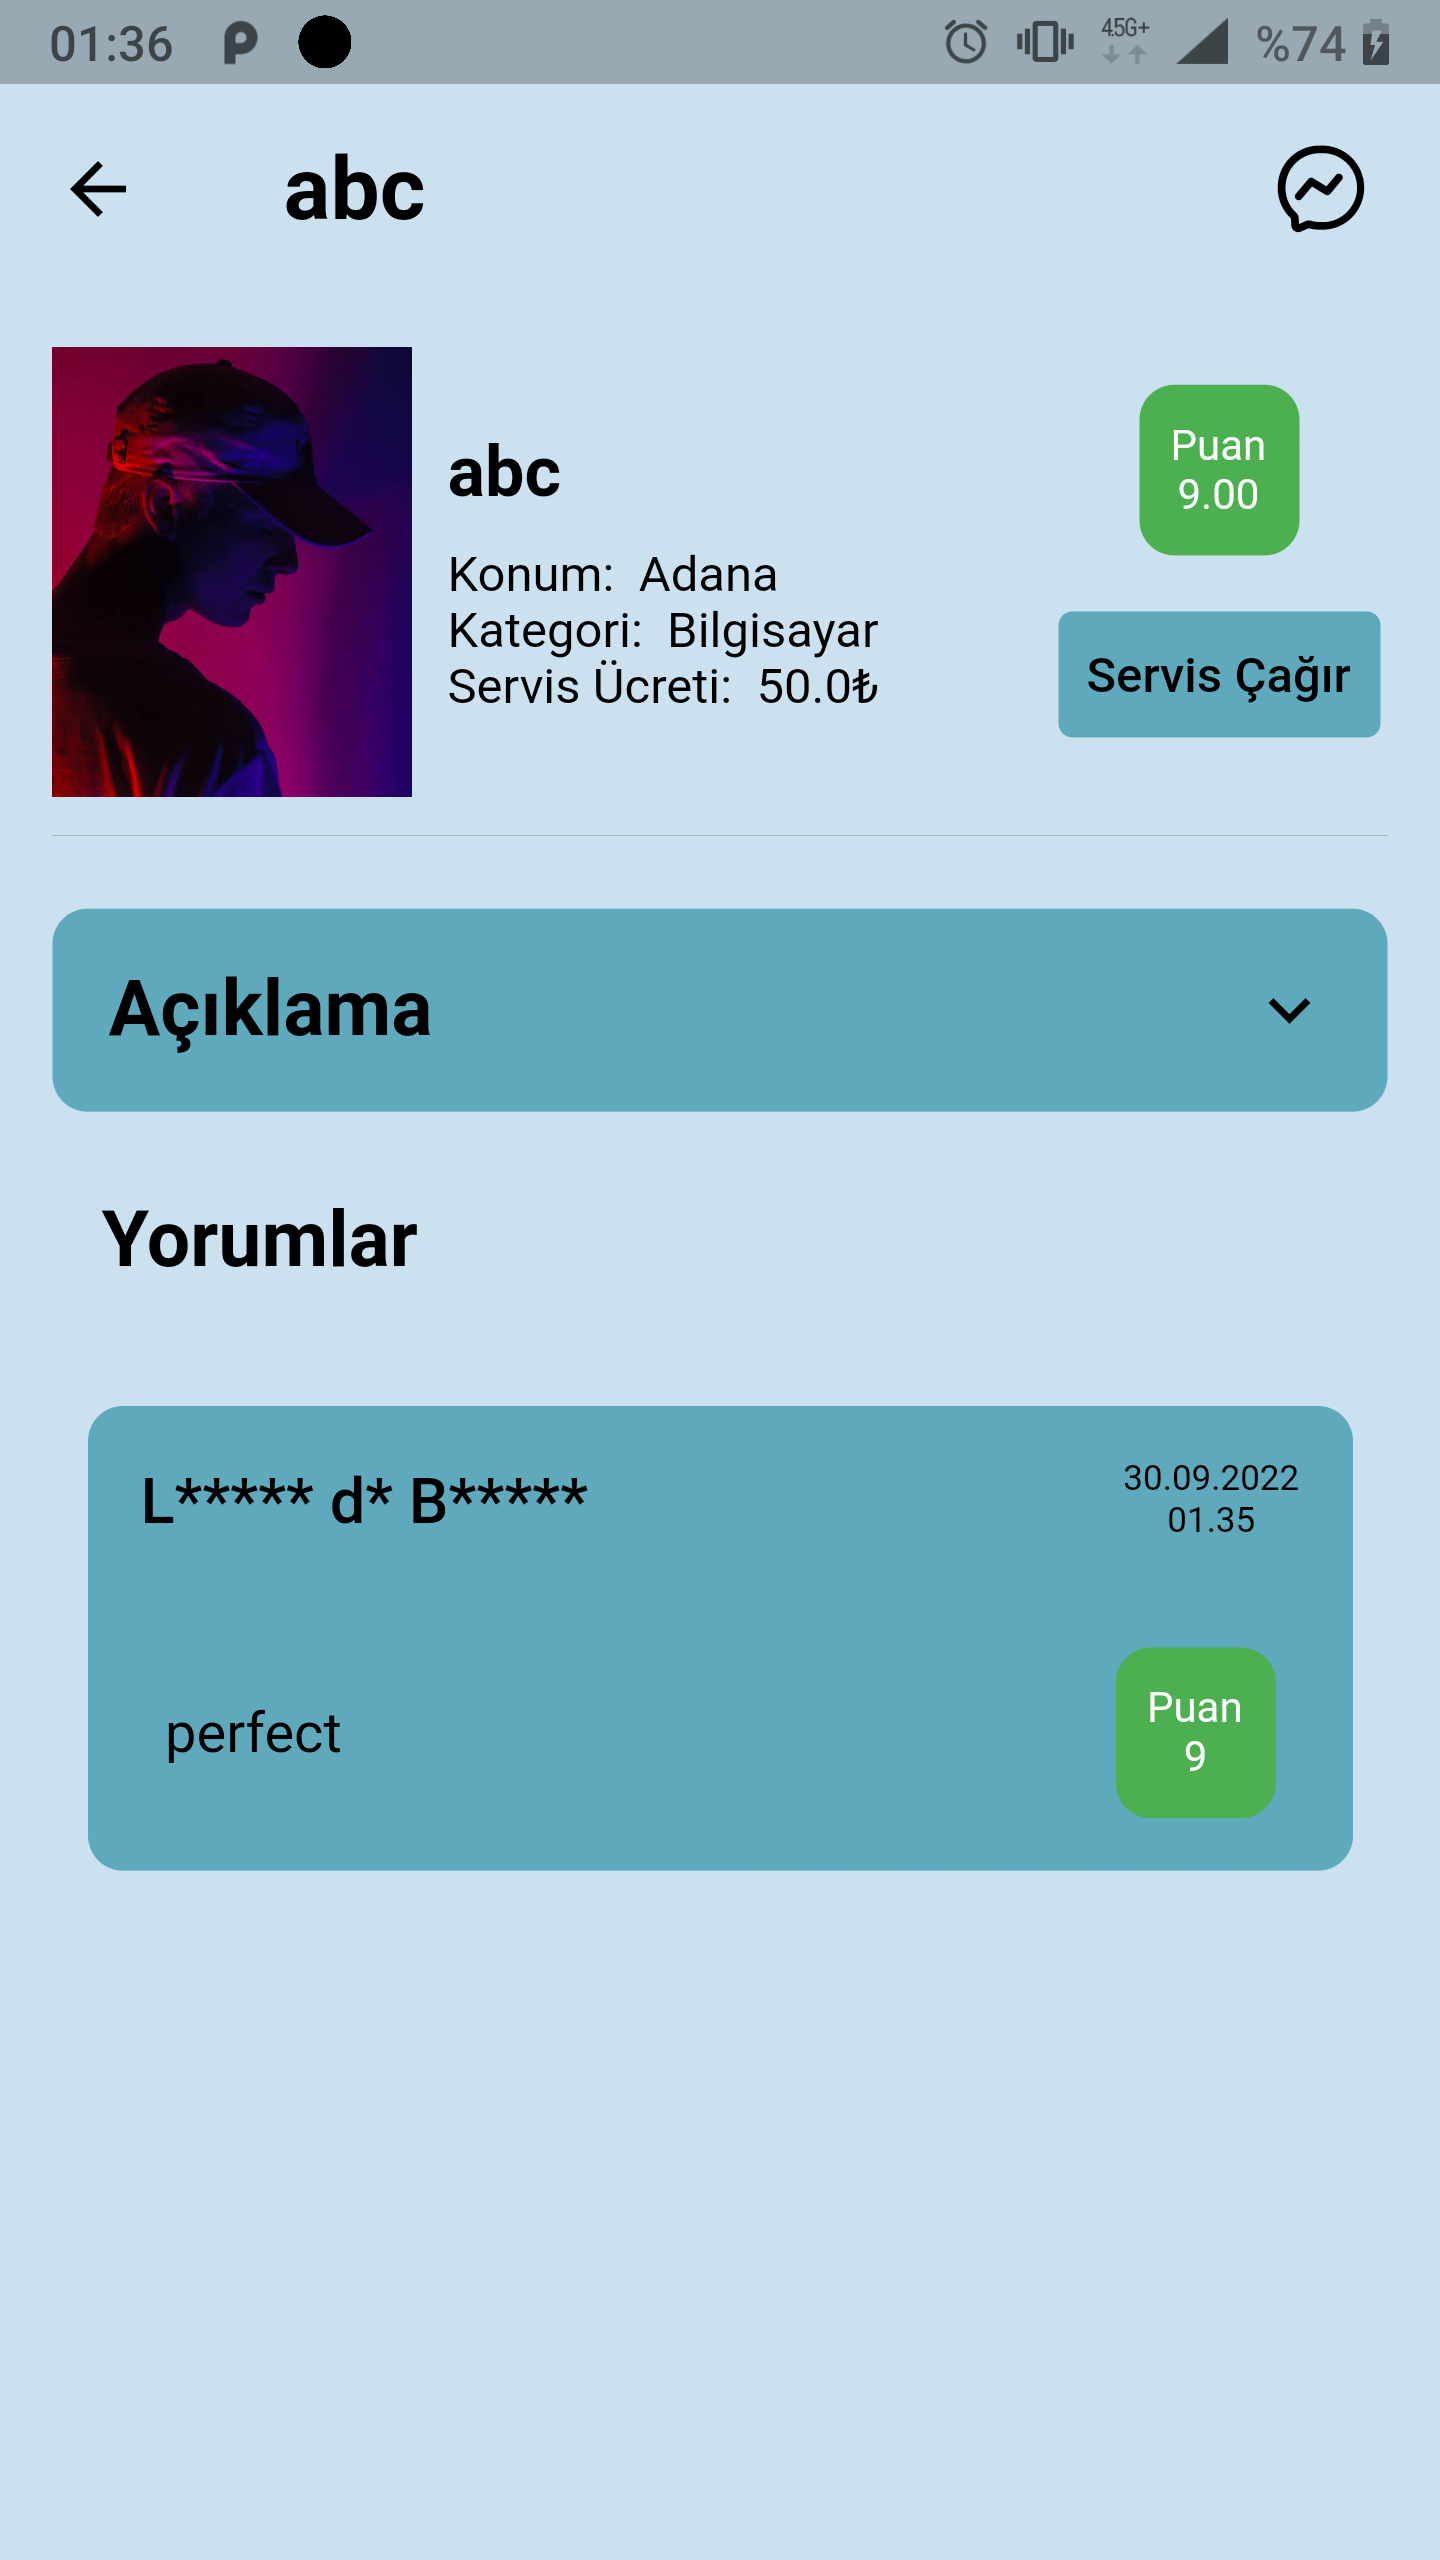 01:36 4.5G+ %74
abc
abc
Konum: Adana
Kategori: Bilgisayar
Servis Ücreti: 50.0₺
Puan
9.00
Servis Çağır
Açıklama
Yorumlar
L***** d* B*****
30.09.2022
01.35
perfect
Puan
9